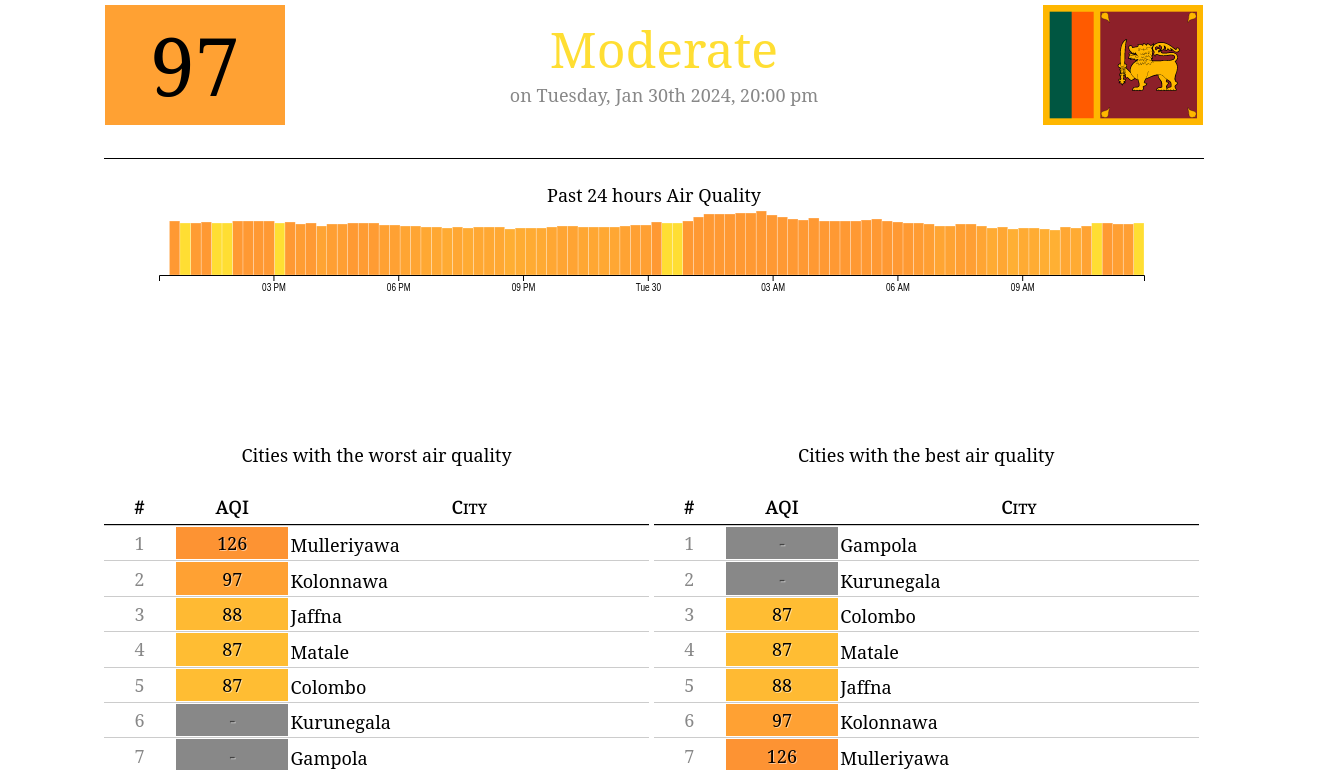 97
Moderate
on Tuesday, Jan 30th 2024, 20:00 pm
Past 24 hours Air Quality
03 PM 06 PM 09 PM Tue 30 03 AM 06 AM 09 AM
Cities with the worst air quality
# AQI City
1 126 Mulleriyawa
2 97 Kolonnawa
3 88 Jaffna
4 87 Matale
5 87 Colombo
6 - Kurunegala
7 - Gampola
Cities with the best air quality
# AQI City
1 - Gampola
2 - Kurunegala
3 87 Colombo
4 87 Matale
5 88 Jaffna
6 97 Kolonnawa
7 126 Mulleriyawa